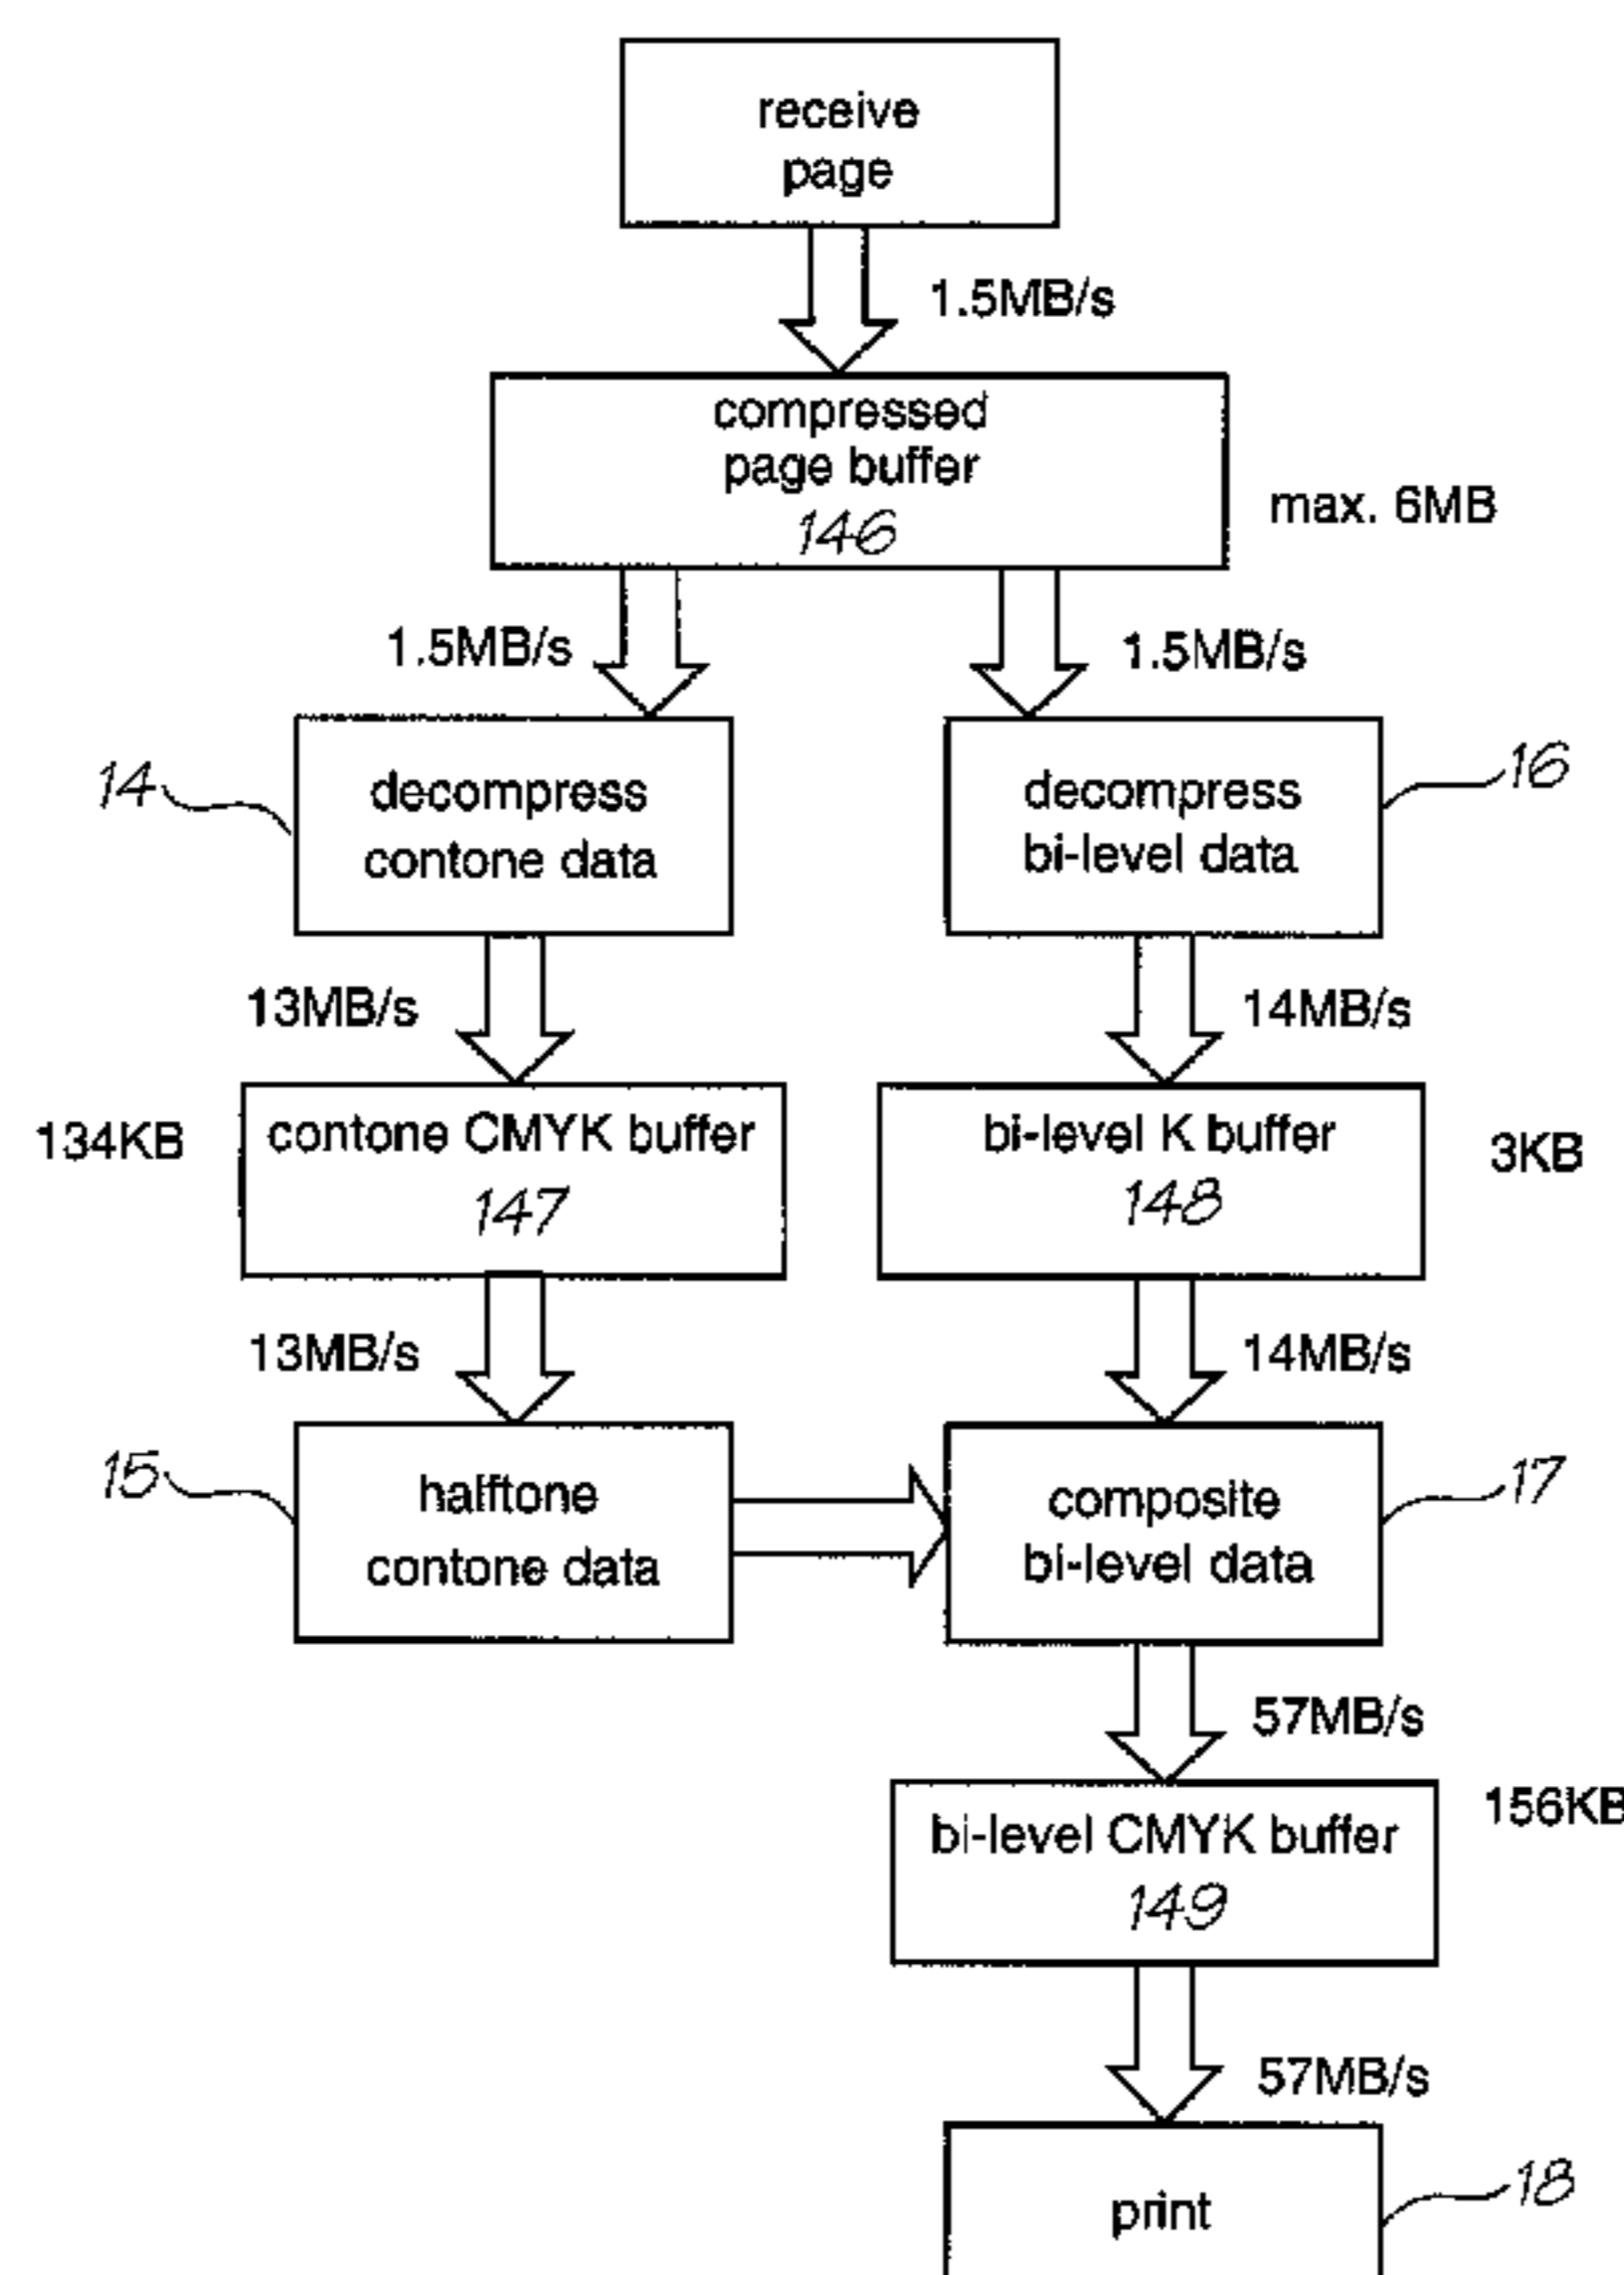 receive
page
1.5MB/s
compressed
page buffer
146
max. 6MB
1.5MB/s
1.5MB/s
14
decompress
contone data
decompress
bi-level data
16
13MB/s
14MB/s
134KB
contone CMYK buffer
147
bi-level K buffer
148
3KB
13MB/s
14MB/s
15
halftone
contone data
composite
bi-level data
17
57MB/s
bi-level CMYK buffer
149
156KB
57MB/s
print
18